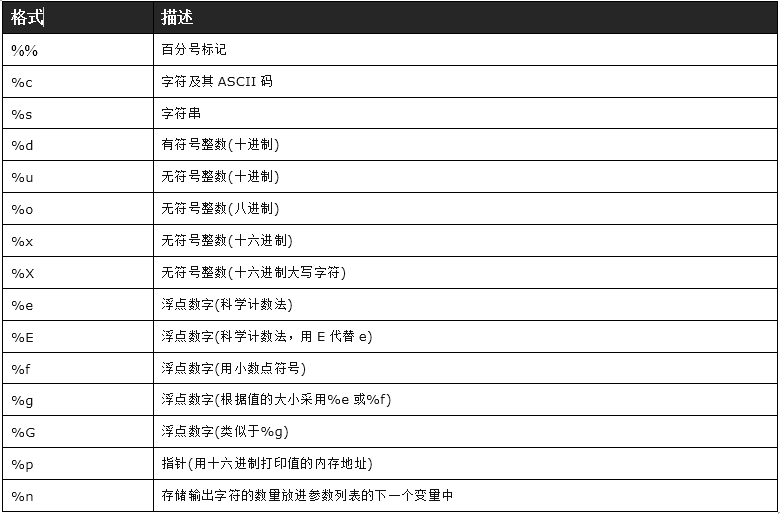 格式 描述
%% 百分号标记
%c 字符及其 ASCII 码
%s 字符串
%d 有符号整数(十进制)
%u 无符号整数(十进制)
%o 无符号整数(八进制)
%x 无符号整数(十六进制)
%X 无符号整数(十六进制大写字符)
%e 浮点数字(科学计数法)
%E 浮点数字(科学计数法，用 E 代替 e)
%f 浮点数字(用小数点符号)
%g 浮点数字(根据值的大小采用%e 或%f)
%G 浮点数字(类似于%g)
%p 指针(用十六进制打印值的内存地址)
%n 存储输出字符的数量放进参数列表的下一个变量中